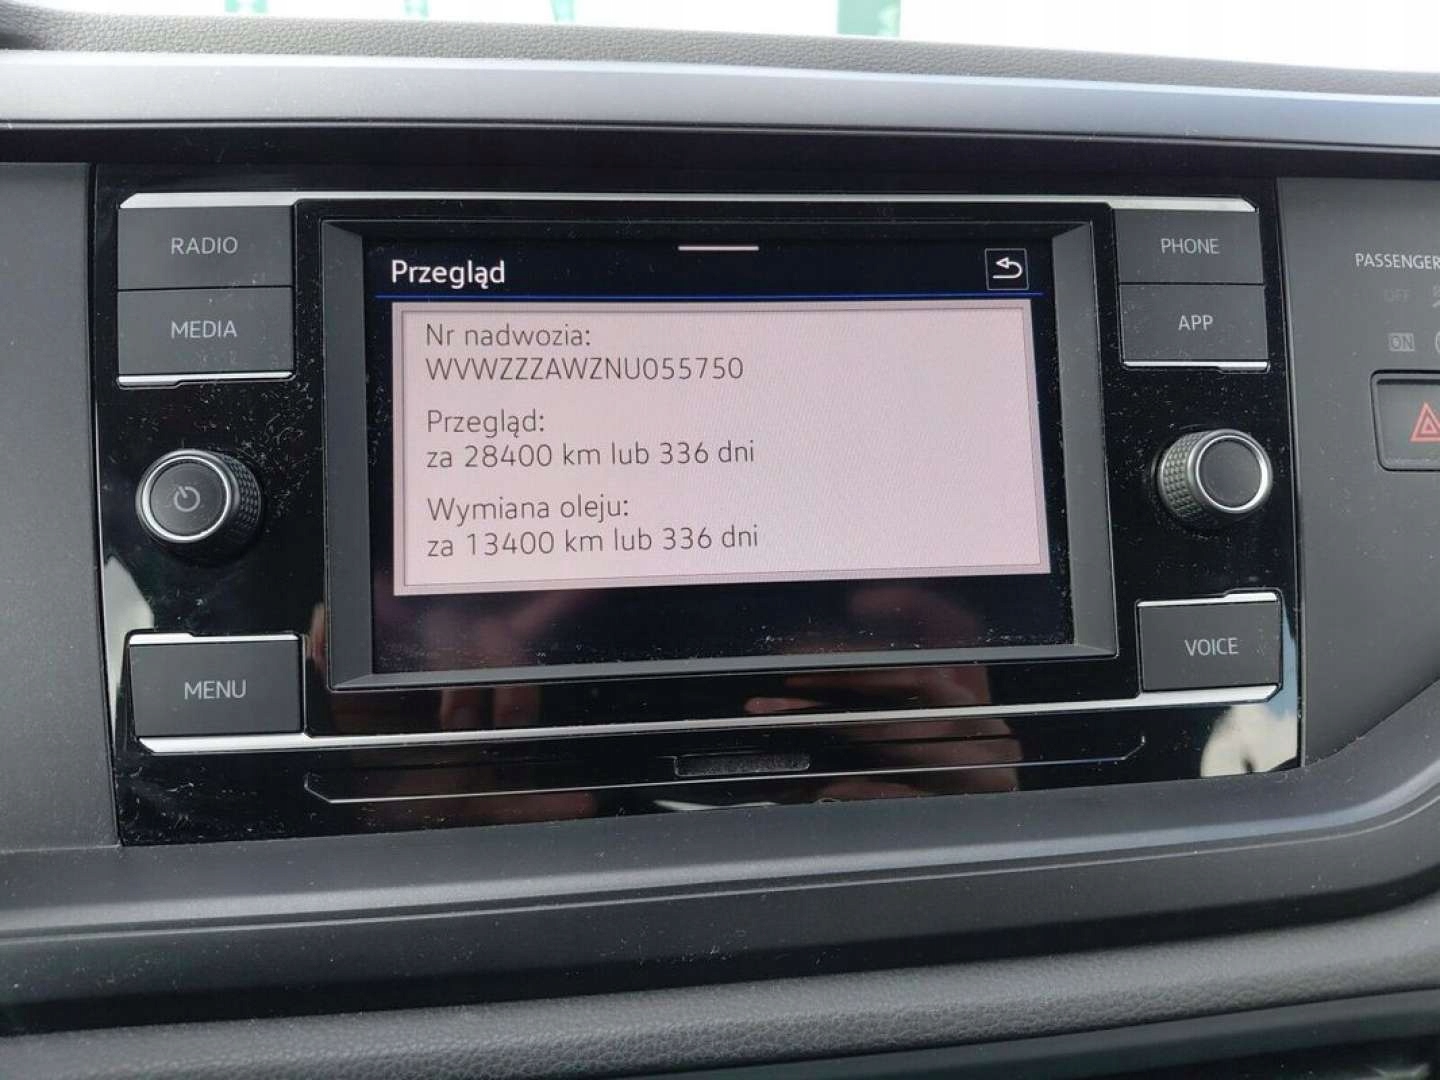 RADIO
MEDIA
MENU
Przegląd
Nr nadwozia:
WVWZZZAWZNU055750
Przegląd:
za 28400 km lub 336 dni
Wymiana oleju:
za 13400 km lub 336 dni
PHONE
APP
VOICE
PASSENGER
OFF
ON